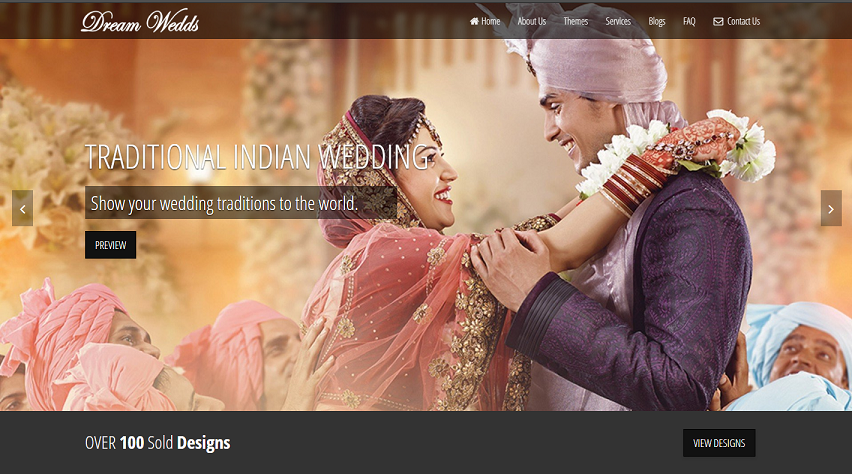 Dream Wedds
Home About Us Themes Services Blogs FAQ Contact Us
TRADITIONAL INDIAN WEDDING
Show your wedding traditions to the world.
PREVIEW
OVER 100 Sold Designs
VIEW DESIGNS